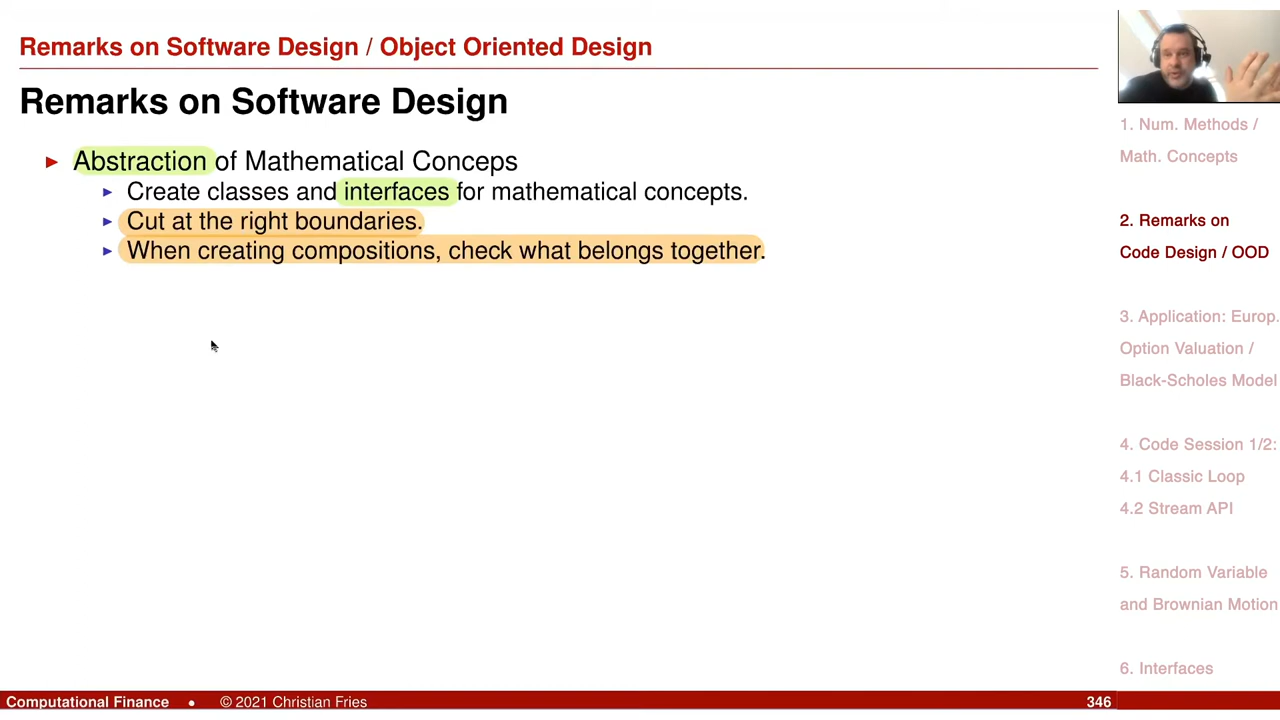 Remarks on Software Design / Object Oriented Design
Remarks on Software Design
Abstraction of Mathematical Conceps
Create classes and interfaces for mathematical concepts.
Cut at the right boundaries.
When creating compositions, check what belongs together.
1. Num. Methods /
Math. Concepts
2. Remarks on
Code Design / OOD
3. Application: Europ.
Option Valuation /
Black-Scholes Model
4. Code Session 1/2:
4.1 Classic Loop
4.2 Stream API
5. Random Variable
and Brownian Motion
6. Interfaces
Computational Finance • © 2021 Christian Fries 346